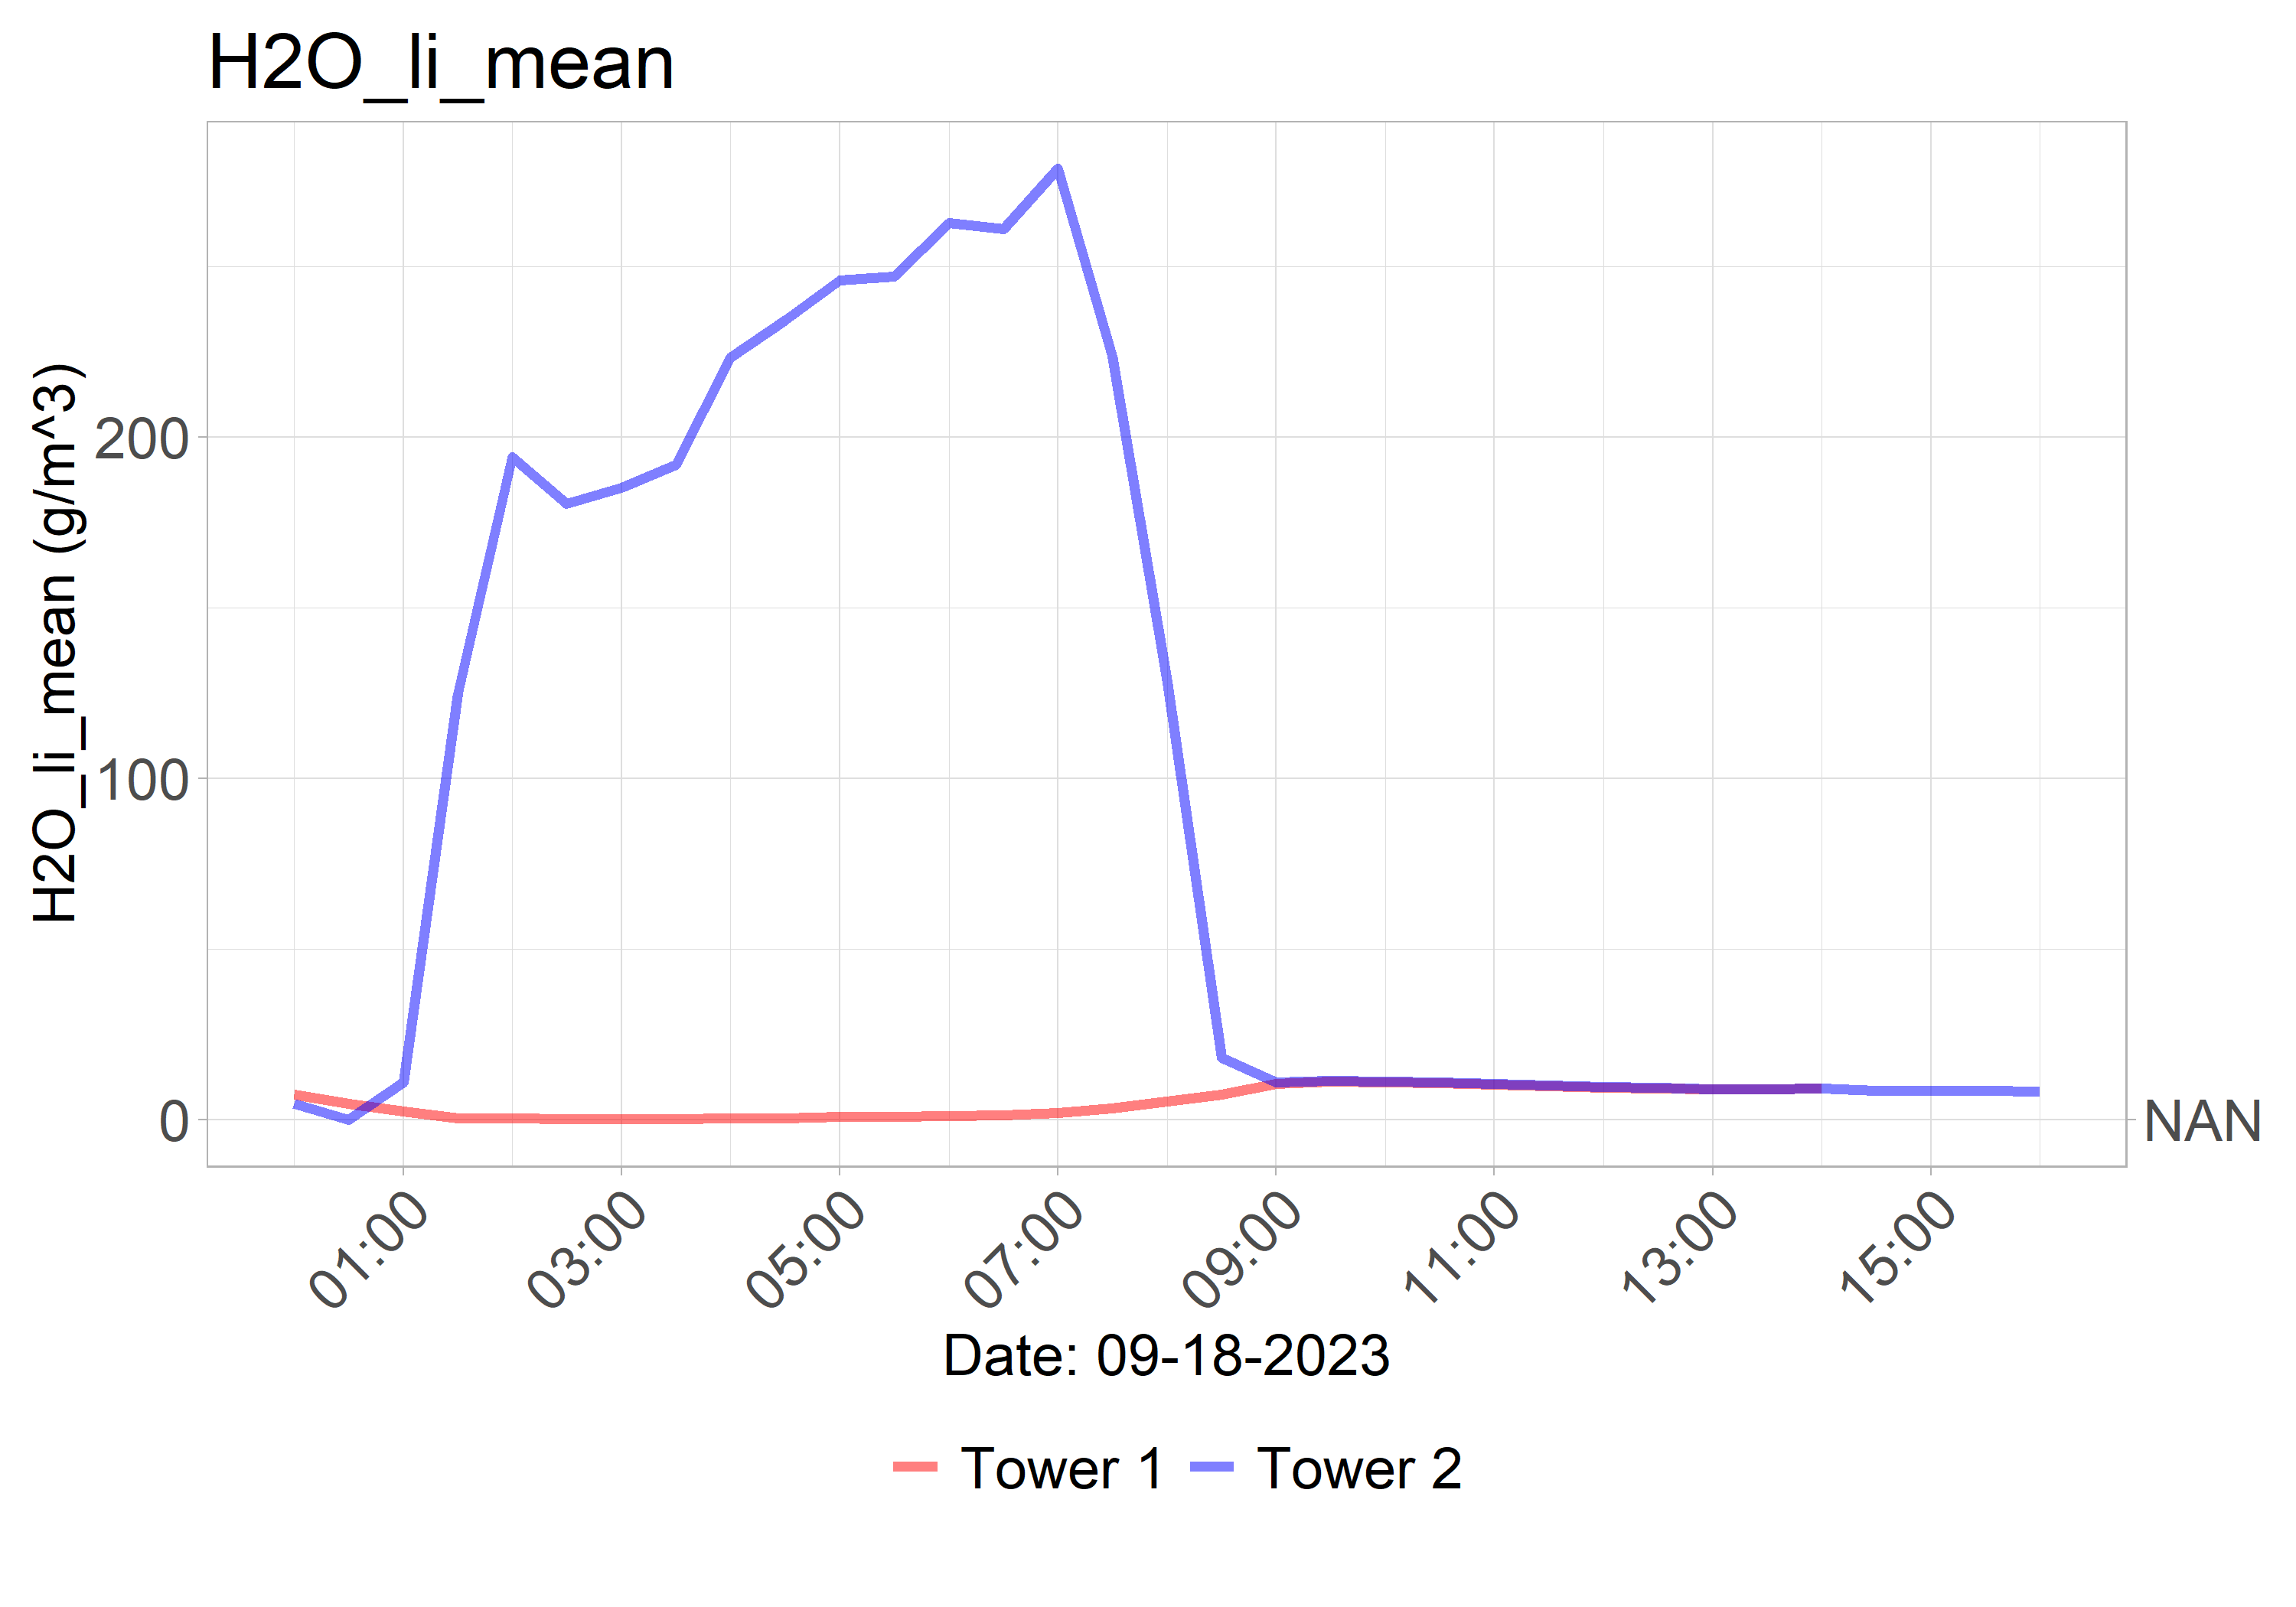 H2O_li_mean
H2O_li_mean (g/m^3)
200
100
0
NAN
01:00 03:00 05:00 07:00 09:00 11:00 13:00 15:00
Date: 09-18-2023
Tower 1 Tower 2